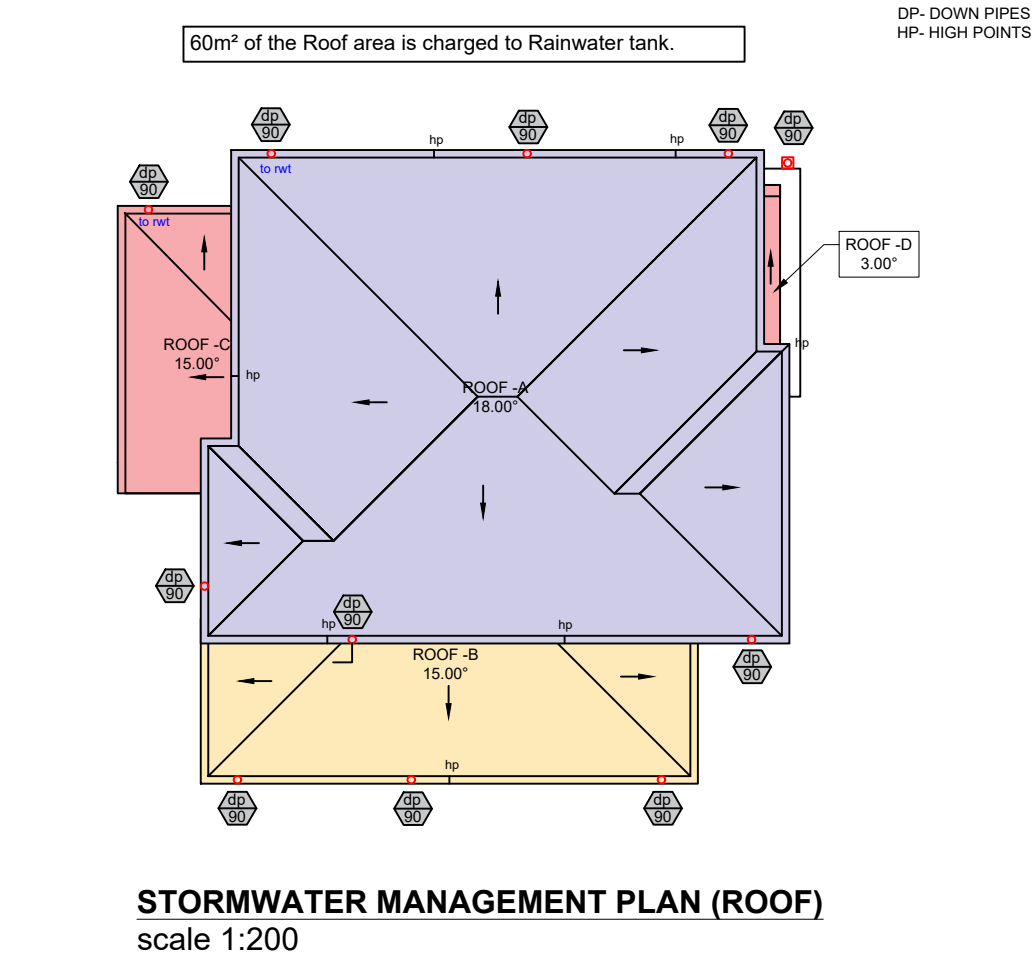 DP- DOWN PIPES
HP- HIGH POINTS
60m² of the Roof area is charged to Rainwater tank.
dp
90
dp
90
dp
90
dp
90
hp
hp
dp
90
to rwt
to rwt
ROOF -D
3.00°
ROOF -C
15.00°
hp
hp
ROOF -A
18.00°
dp
90
dp
90
hp
hp
ROOF -B
15.00°
dp
90
hp
dp
90
dp
90
dp
90
STORMWATER MANAGEMENT PLAN (ROOF)
scale 1:200